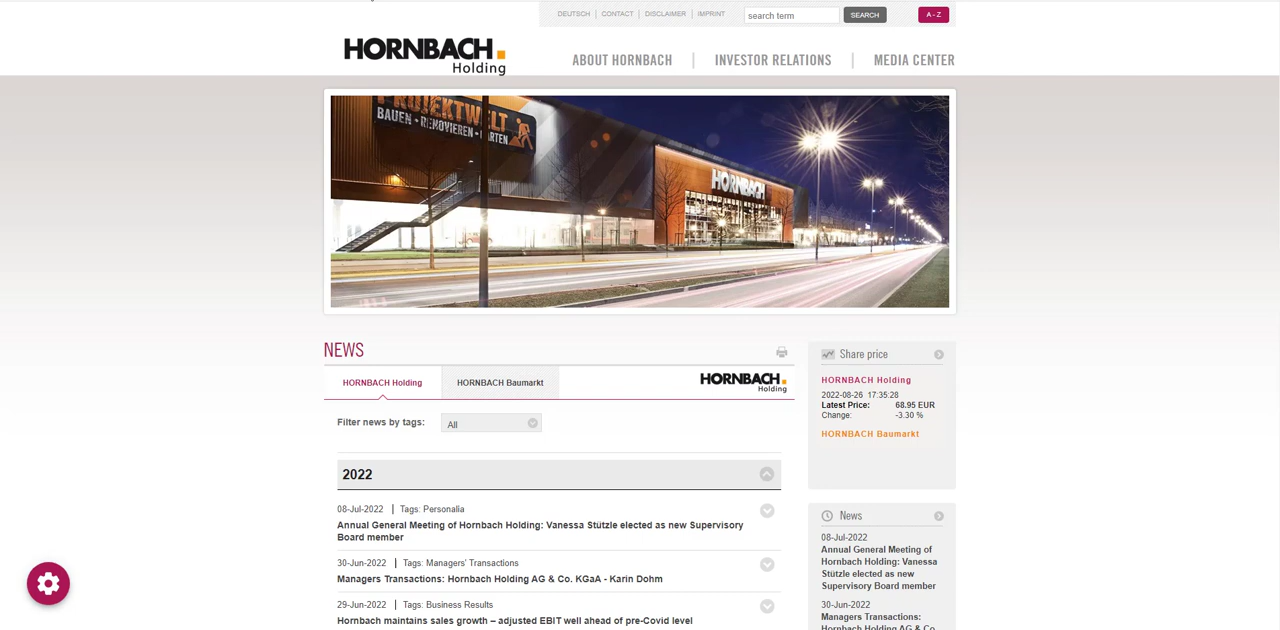 DEUTSCH | CONTACT | DISCLAIMER | IMPRINT
search term
SEARCH
A - Z
HORNBACH
Holding
ABOUT HORNBACH | INVESTOR RELATIONS | MEDIA CENTER
PROJEKTWELT
BAUEN • RENOVIEREN • GARTEN
HORNBACH
NEWS
HORNBACH Holding
HORNBACH Baumarkt
HORNBACH
Holding
Filter news by tags:
All
2022
08-Jul-2022 | Tags: Personalia
Annual General Meeting of Hornbach Holding: Vanessa Stützle elected as new Supervisory
Board member
30-Jun-2022 | Tags: Managers' Transactions
Managers Transactions: Hornbach Holding AG & Co. KGaA - Karin Dohm
29-Jun-2022 | Tags: Business Results
Hornbach maintains sales growth – adjusted EBIT well ahead of pre-Covid level
Share price
HORNBACH Holding
2022-08-26 17:35:28
Latest Price: 68.95 EUR
Change: -3.30 %
HORNBACH Baumarkt
News
08-Jul-2022
Annual General Meeting of
Hornbach Holding: Vanessa
Stützle elected as new
Supervisory Board member
30-Jun-2022
Managers Transactions:
Hornbach Holding AG & Co.